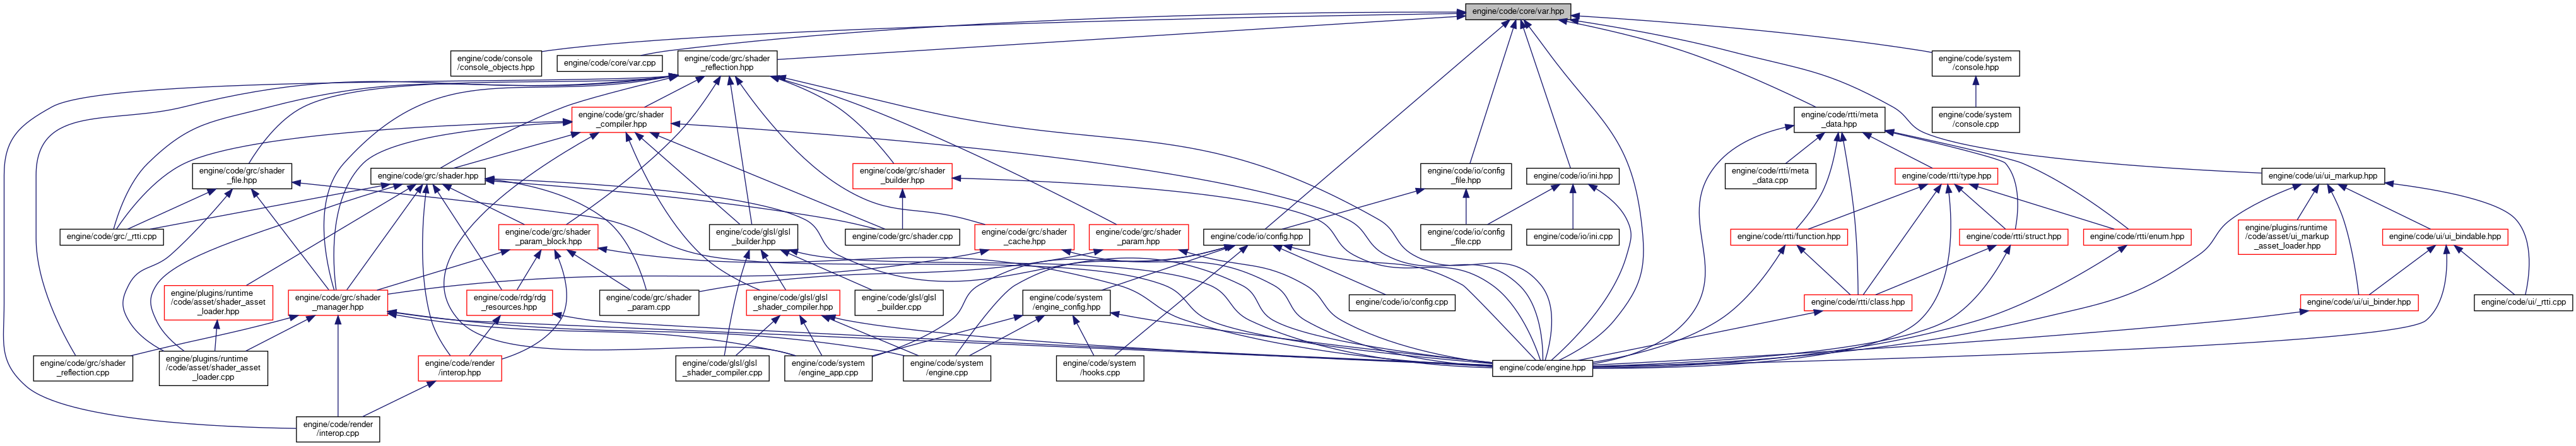 engine/code/core/var.hpp
engine/code/console
/console_objects.hpp
engine/code/core/var.cpp
engine/code/grc/shader
_reflection.hpp
engine/code/system
/console.hpp
engine/code/grc/shader
_compiler.hpp
engine/code/rtti/meta
_data.hpp
engine/code/system
/console.cpp
engine/code/grc/shader
_file.hpp
engine/code/grc/shader.hpp
engine/code/grc/shader
_builder.hpp
engine/code/io/config
_file.hpp
engine/code/io/ini.hpp
engine/code/rtti/meta
_data.cpp
engine/code/rtti/type.hpp
engine/code/ui/ui_markup.hpp
engine/code/grc/_rtti.cpp
engine/code/grc/shader
_param_block.hpp
engine/code/glsl/glsl
_builder.hpp
engine/code/grc/shader.cpp
engine/code/grc/shader
_cache.hpp
engine/code/grc/shader
_param.hpp
engine/code/io/config.hpp
engine/code/io/config
_file.cpp
engine/code/io/ini.cpp
engine/code/rtti/function.hpp
engine/code/rtti/struct.hpp
engine/code/rtti/enum.hpp
engine/plugins/runtime
/code/asset/ui_markup
_asset_loader.hpp
engine/code/ui/ui_bindable.hpp
engine/plugins/runtime
/code/asset/shader_asset
_loader.hpp
engine/code/grc/shader
_manager.hpp
engine/code/rdg/rdg
_resources.hpp
engine/code/grc/shader
_param.cpp
engine/code/glsl/glsl
_shader_compiler.hpp
engine/code/glsl/glsl
_builder.cpp
engine/code/system
/engine_config.hpp
engine/code/io/config.cpp
engine/code/rtti/class.hpp
engine/code/ui/ui_binder.hpp
engine/code/ui/_rtti.cpp
engine/code/grc/shader
_reflection.cpp
engine/plugins/runtime
/code/asset/shader_asset
_loader.cpp
engine/code/render
/interop.hpp
engine/code/glsl/glsl
_shader_compiler.cpp
engine/code/system
/engine_app.cpp
engine/code/system
/engine.cpp
engine/code/system
/hooks.cpp
engine/code/engine.hpp
engine/code/render
/interop.cpp